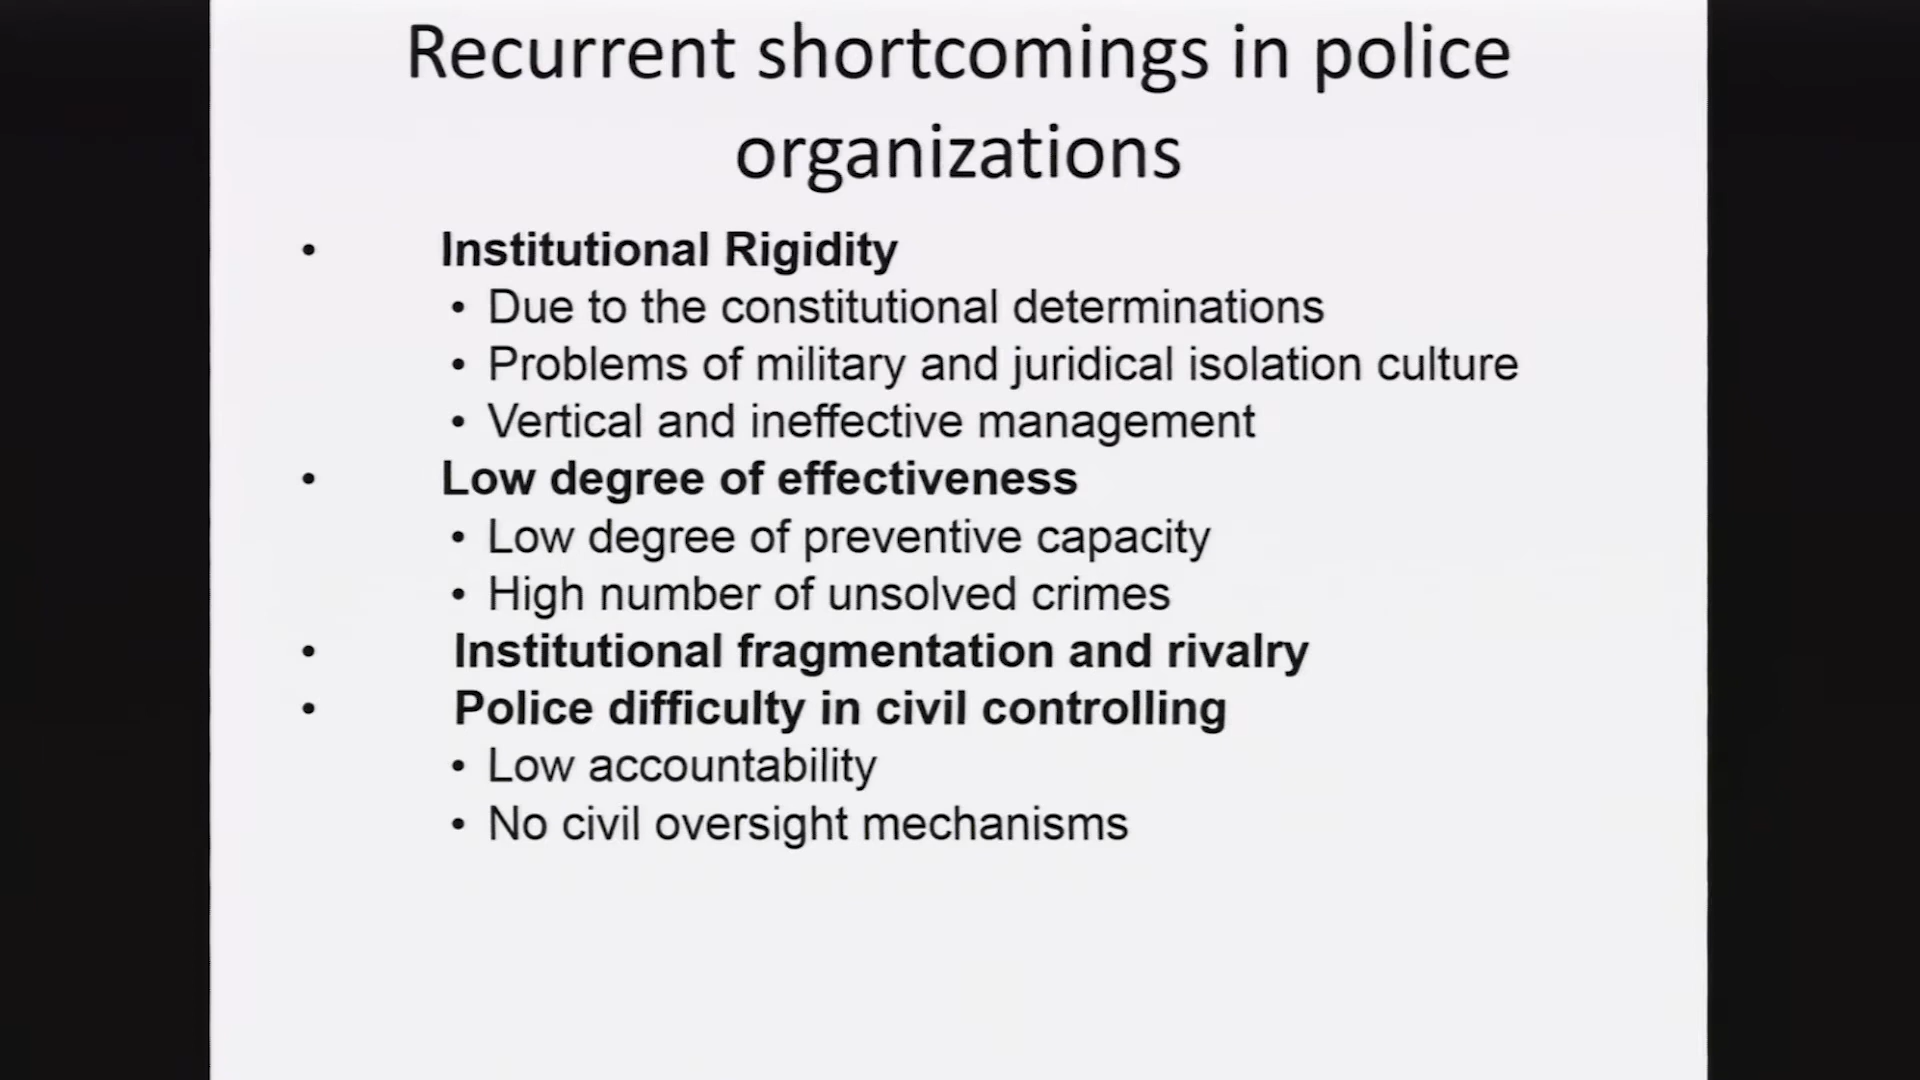 Recurrent shortcomings in police
organizations
• Institutional Rigidity
• Due to the constitutional determinations
• Problems of military and juridical isolation culture
• Vertical and ineffective management
• Low degree of effectiveness
• Low degree of preventive capacity
• High number of unsolved crimes
• Institutional fragmentation and rivalry
• Police difficulty in civil controlling
• Low accountability
• No civil oversight mechanisms